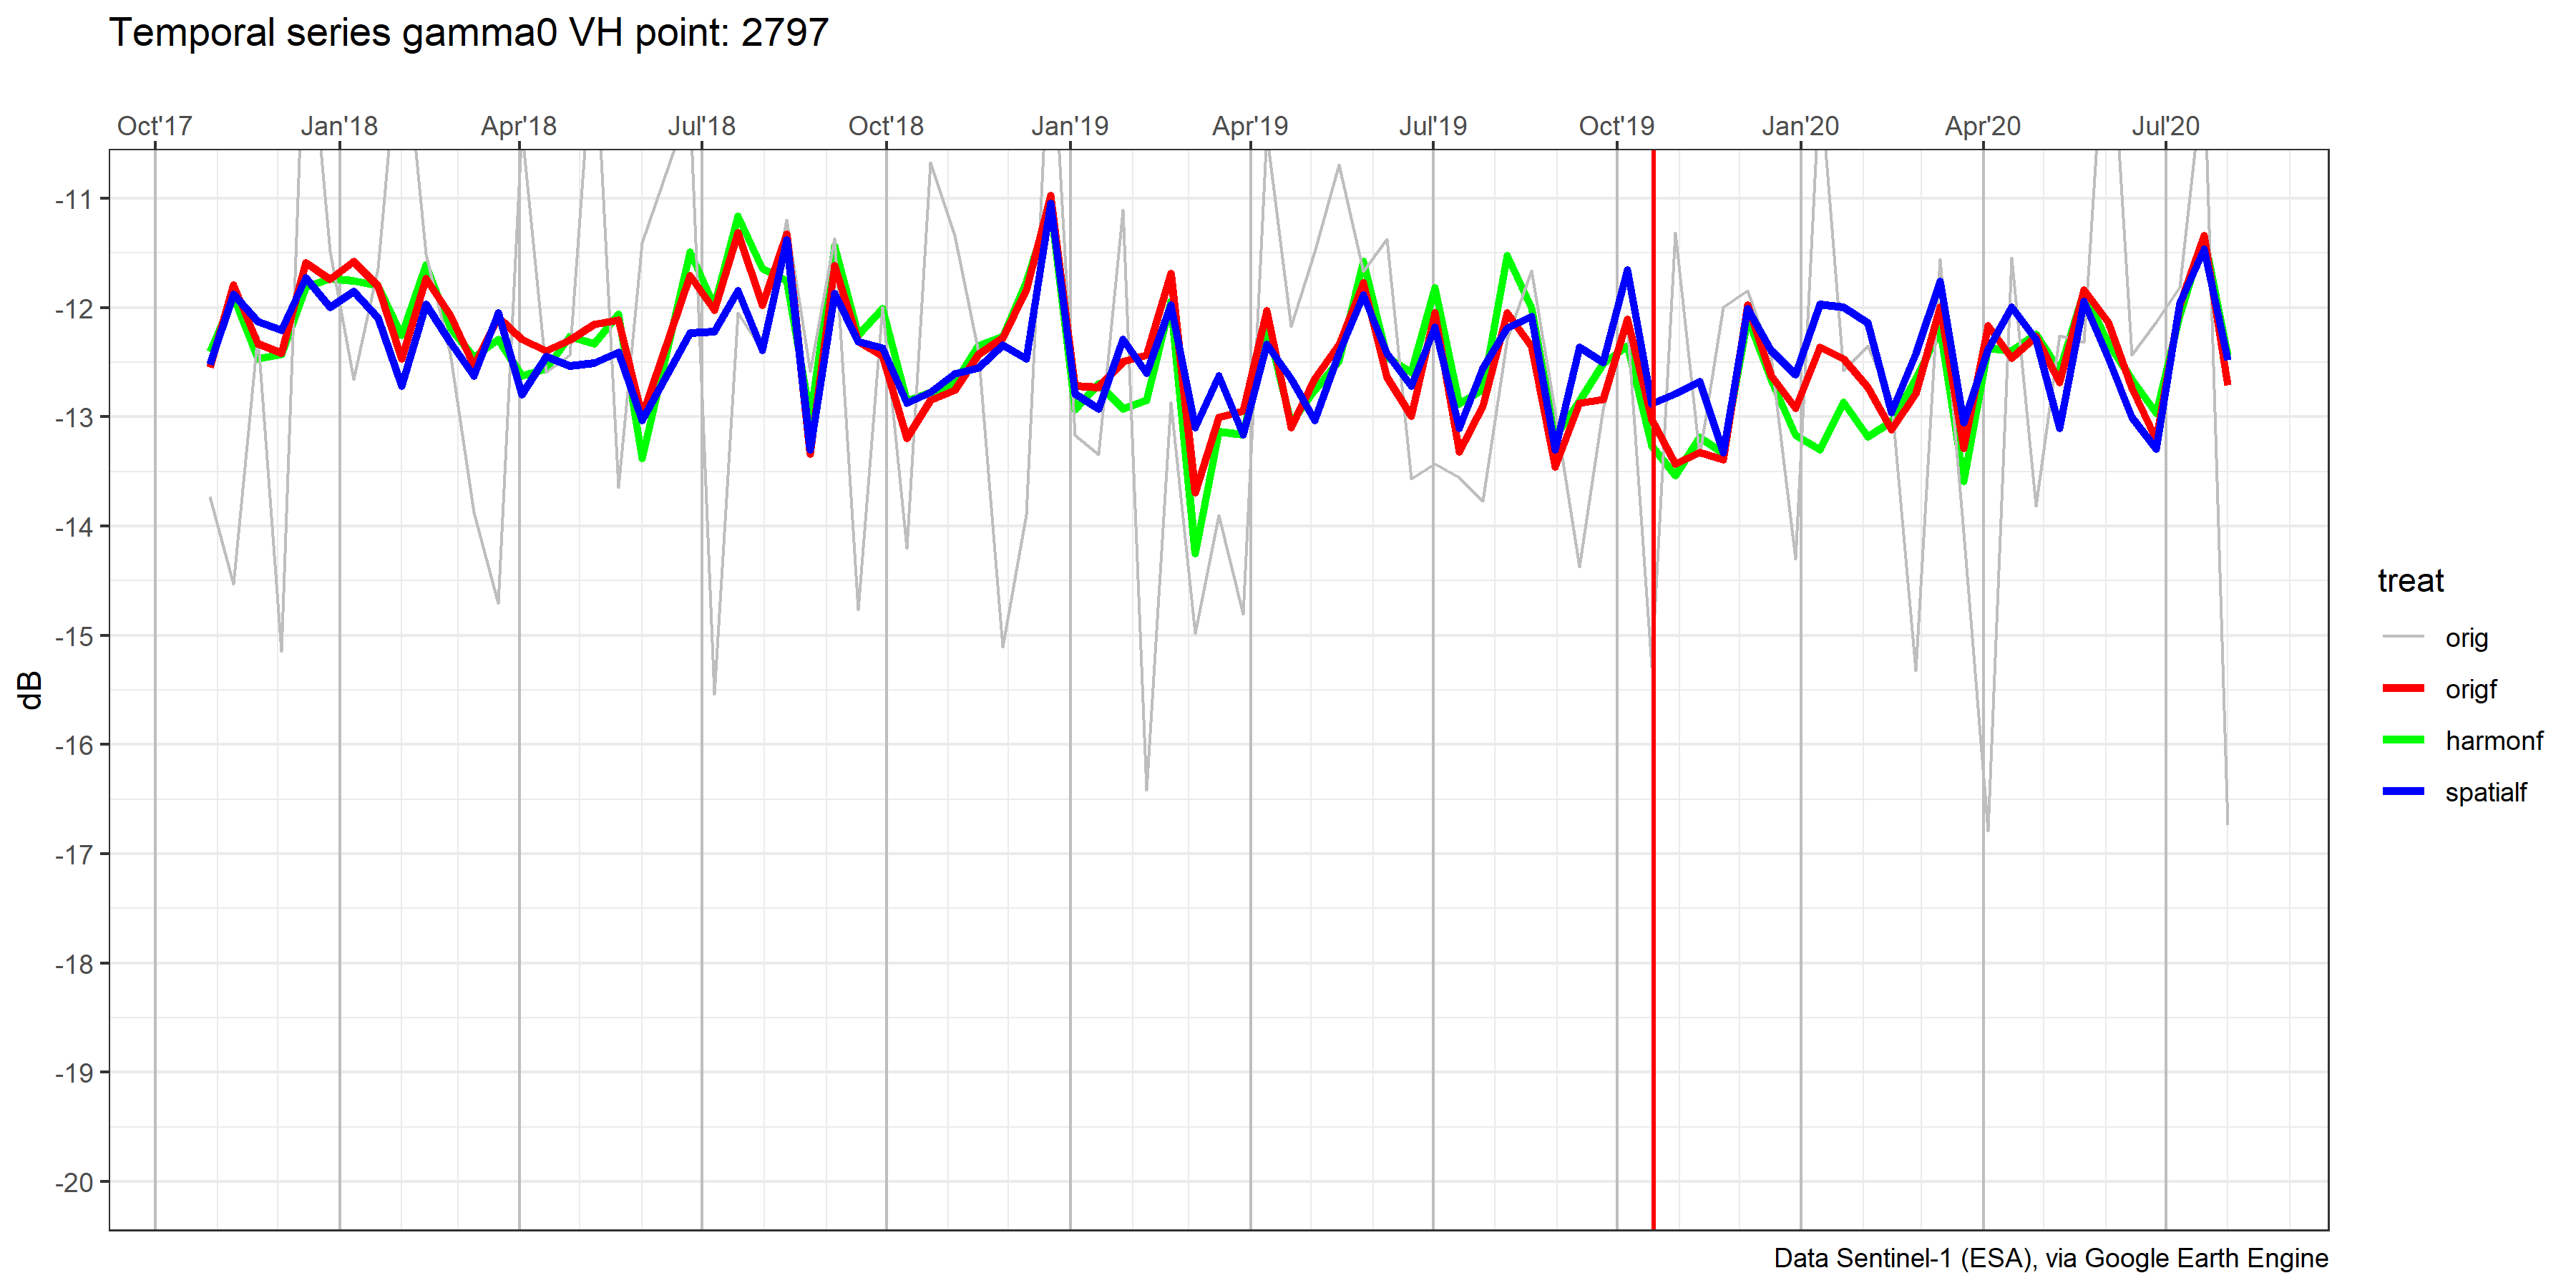 Temporal series gamma0 VH point: 2797
Oct'17 Jan'18 Apr'18 Jul'18 Oct'18 Jan'19 Apr'19 Jul'19 Oct'19 Jan'20 Apr'20 Jul'20
-11
-12
-13
-14
-15
-16
-17
-18
-19
-20
dB
treat
orig
origf
harmonf
spatialf
Data Sentinel-1 (ESA), via Google Earth Engine